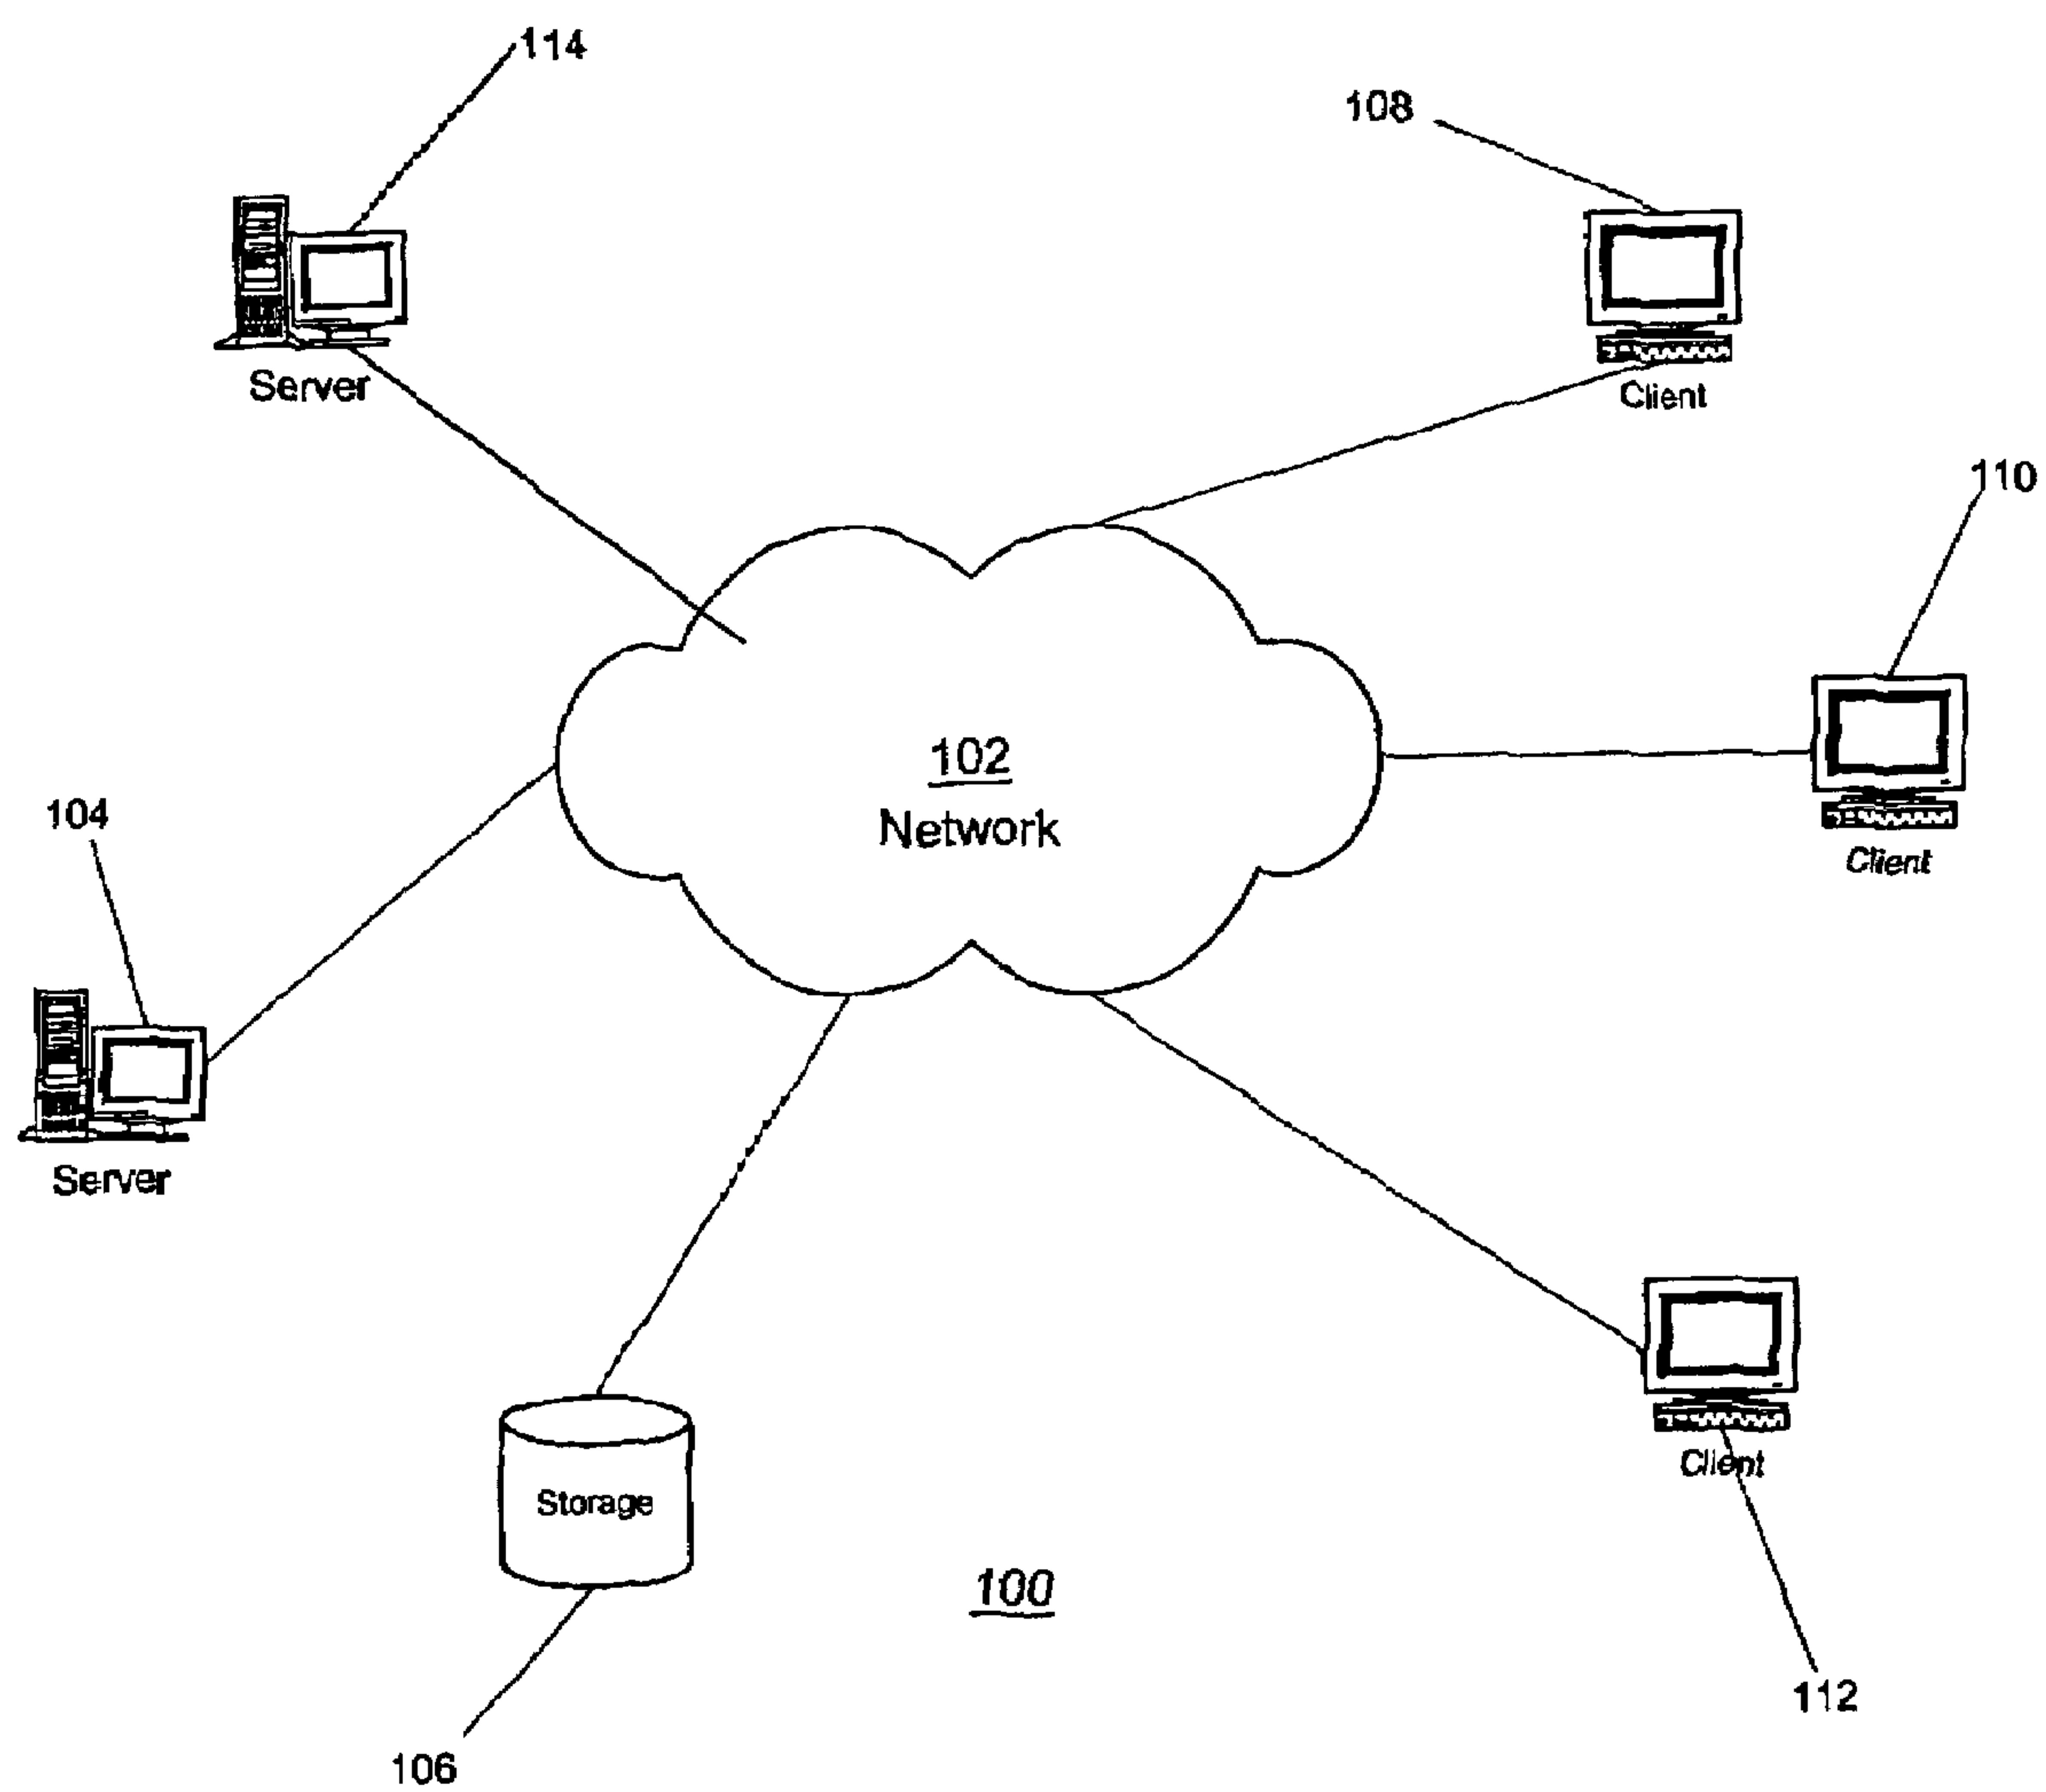 114
108
Server
Client
110
102
Network
104
Client
Server
Client
Storage
100
112
106